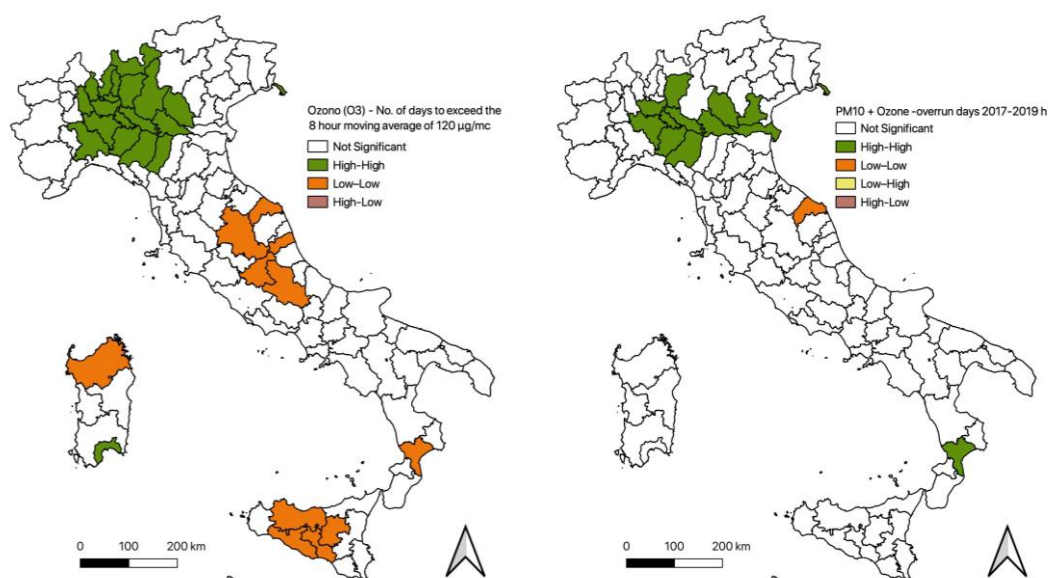 Ozono (O3) - No. of days to exceed the
8 hour moving average of 120 µg/mc
Not Significant
High-High
Low–Low
High-Low
0 100 200 km
PM10 + Ozone -overrun days 2017–2019 h
Not Significant
High-High
Low–Low
Low–High
High-Low
0 100 200 km